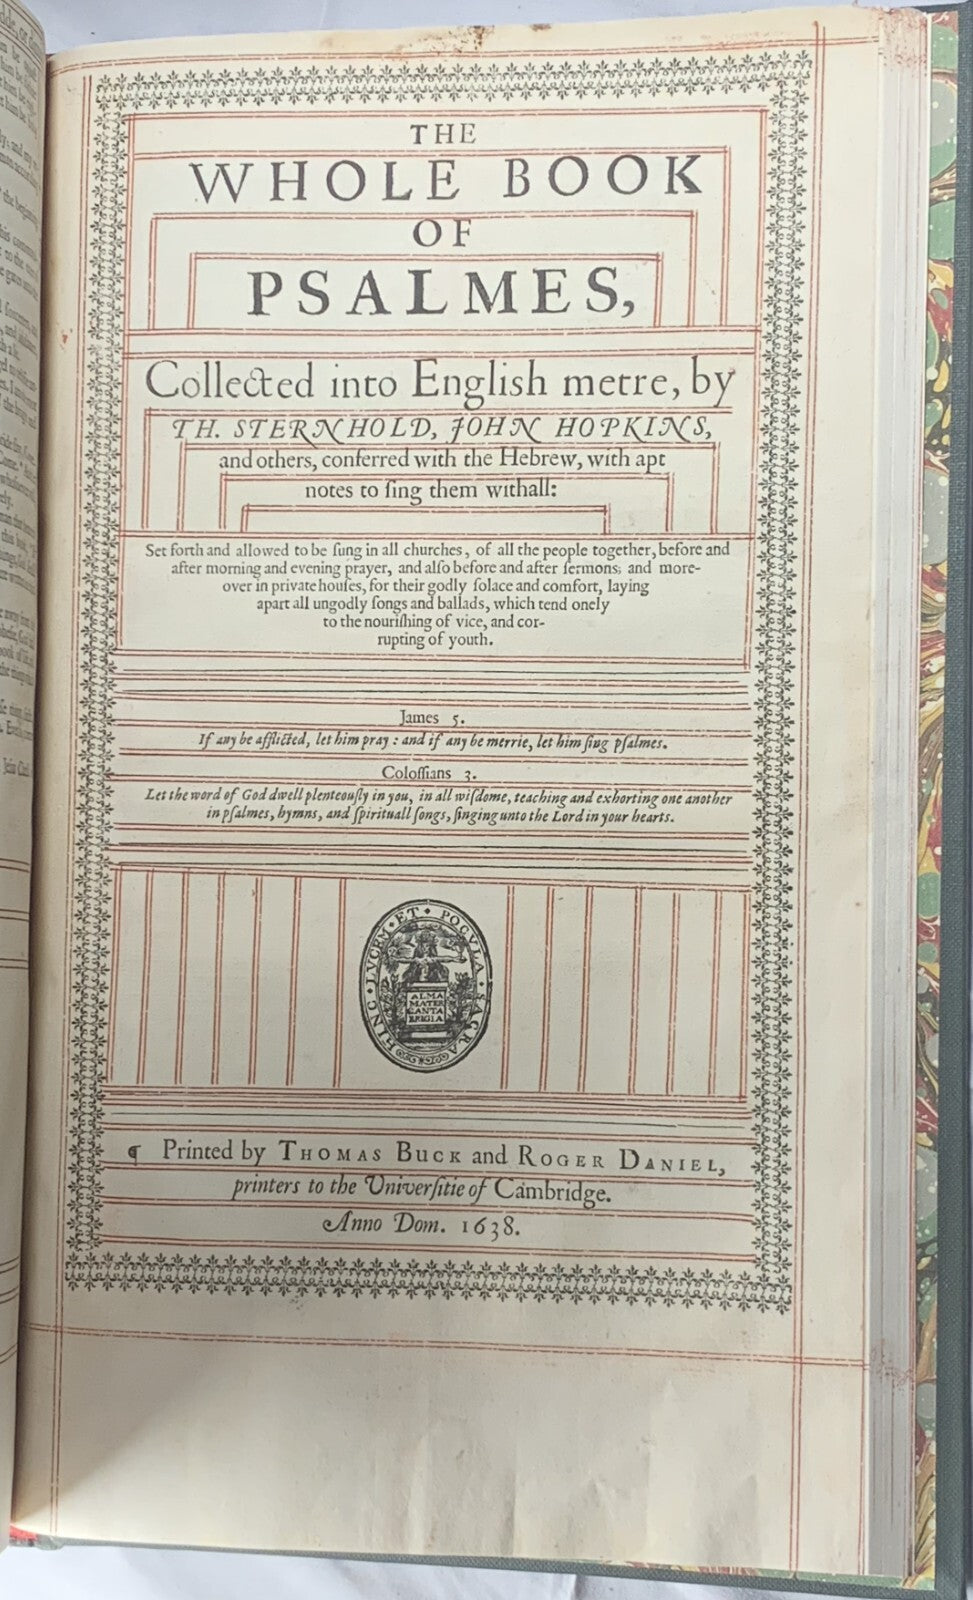 THE
WHOLE BOOK
OF
PSALMES,
Collected into Engliſh metre, by
TH. STERNHOLD, JOHN HOPKINS,
and others, conferred with the Hebrew, with apt
notes to ſing them withall:
Set forth and allowed to be ſung in all churches, of all the people together, before and
after morning and evening prayer, and alſo before and after ſermons; and more-
over in private houſes, for their godly ſolace and comfort, laying
apart all ungodly ſongs and ballads, which tend onely
to the nouriſhing of vice, and cor-
rupting of youth.
James 5.
If any be afflicted, let him pray: and if any be merrie, let him ſing pſalmes.
Coloſſians 3.
Let the word of God dwell plenteouſly in you, in all wiſdome, teaching and exhorting one another
in pſalmes, hymns, and ſpirituall ſongs, ſinging unto the Lord in your hearts.
HINC · LVCEM · ET · POCVLA · SACRA
ALMA
MATER
CANTA
BRIGIA
¶ Printed by THOMAS BUCK and ROGER DANIEL,
printers to the Univerſitie of Cambridge.
Anno Dom. 1638.